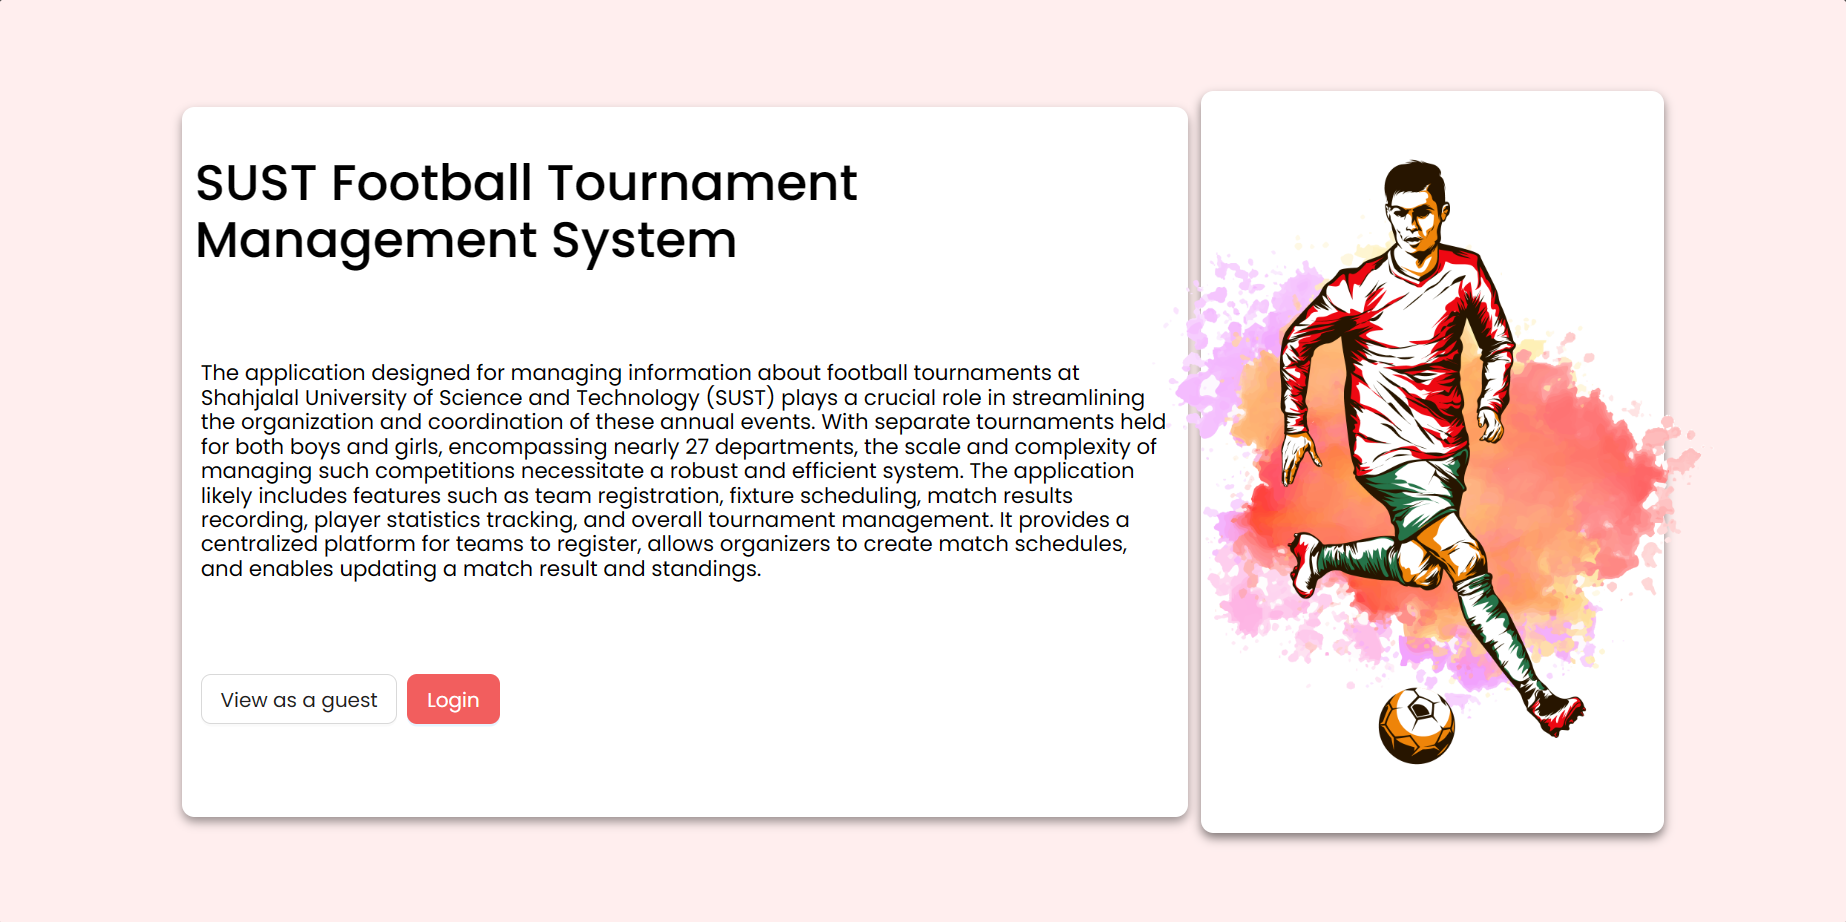 SUST Football Tournament
Management System
The application designed for managing information about football tournaments at
Shahjalal University of Science and Technology (SUST) plays a crucial role in streamlining
the organization and coordination of these annual events. With separate tournaments held
for both boys and girls, encompassing nearly 27 departments, the scale and complexity of
managing such competitions necessitate a robust and efficient system. The application
likely includes features such as team registration, fixture scheduling, match results
recording, player statistics tracking, and overall tournament management. It provides a
centralized platform for teams to register, allows organizers to create match schedules,
and enables updating a match result and standings.
View as a guest
Login